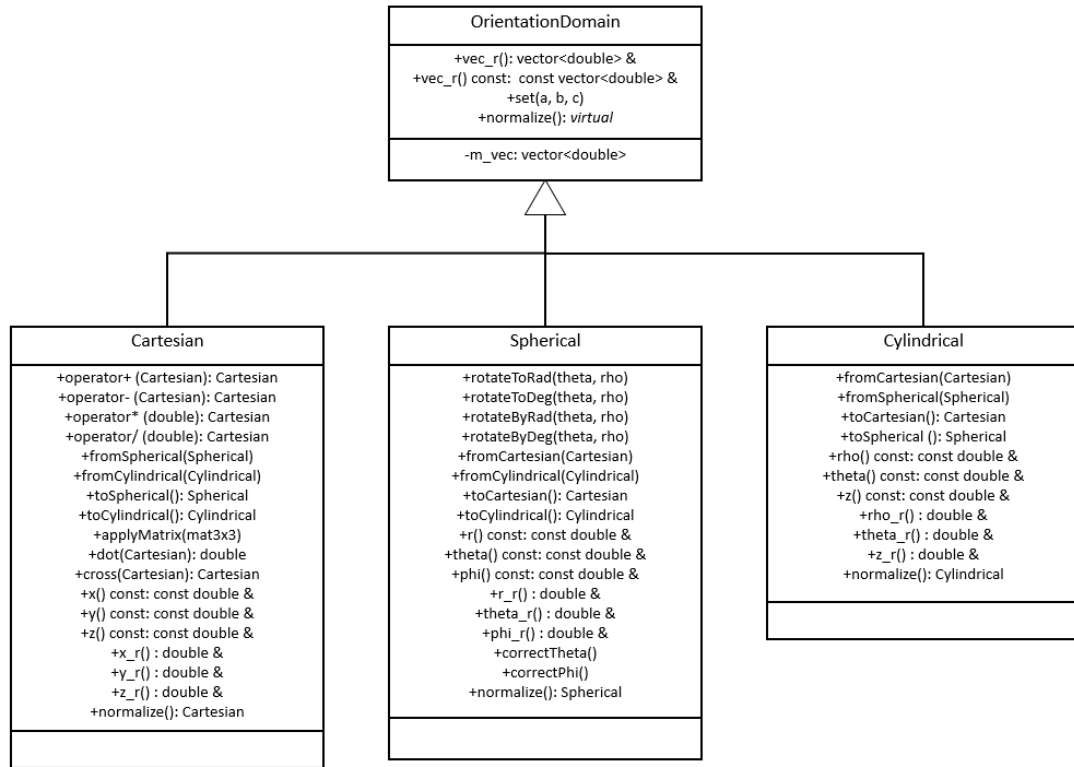 OrientationDomain
+vec_r(): vector<double> &
+vec_r() const:  const vector<double> &
+set(a, b, c)
+normalize(): virtual
-m_vec: vector<double>
Cartesian
+operator+ (Cartesian): Cartesian
+operator- (Cartesian): Cartesian
+operator* (double): Cartesian
+operator/ (double): Cartesian
+fromSpherical(Spherical)
+fromCylindrical(Cylindrical)
+toSpherical(): Spherical
+toCylindrical(): Cylindrical
+applyMatrix(mat3x3)
+dot(Cartesian): double
+cross(Cartesian): Cartesian
+x() const: const double &
+y() const: const double &
+z() const: const double &
+x_r() : double &
+y_r() : double &
+z_r() : double &
+normalize(): Cartesian
Spherical
+rotateToRad(theta, rho)
+rotateToDeg(theta, rho)
+rotateByRad(theta, rho)
+rotateByDeg(theta, rho)
+fromCartesian(Cartesian)
+fromCylindrical(Cylindrical)
+toCartesian(): Cartesian
+toCylindrical(): Cylindrical
+r() const: const double &
+theta() const: const double &
+phi() const: const double &
+r_r() : double &
+theta_r() : double &
+phi_r() : double &
+correctTheta()
+correctPhi()
+normalize(): Spherical
Cylindrical
+fromCartesian(Cartesian)
+fromSpherical(Spherical)
+toCartesian(): Cartesian
+toSpherical (): Spherical
+rho() const: const double &
+theta() const: const double &
+z() const: const double &
+rho_r() : double &
+theta_r() : double &
+z_r() : double &
+normalize(): Cylindrical